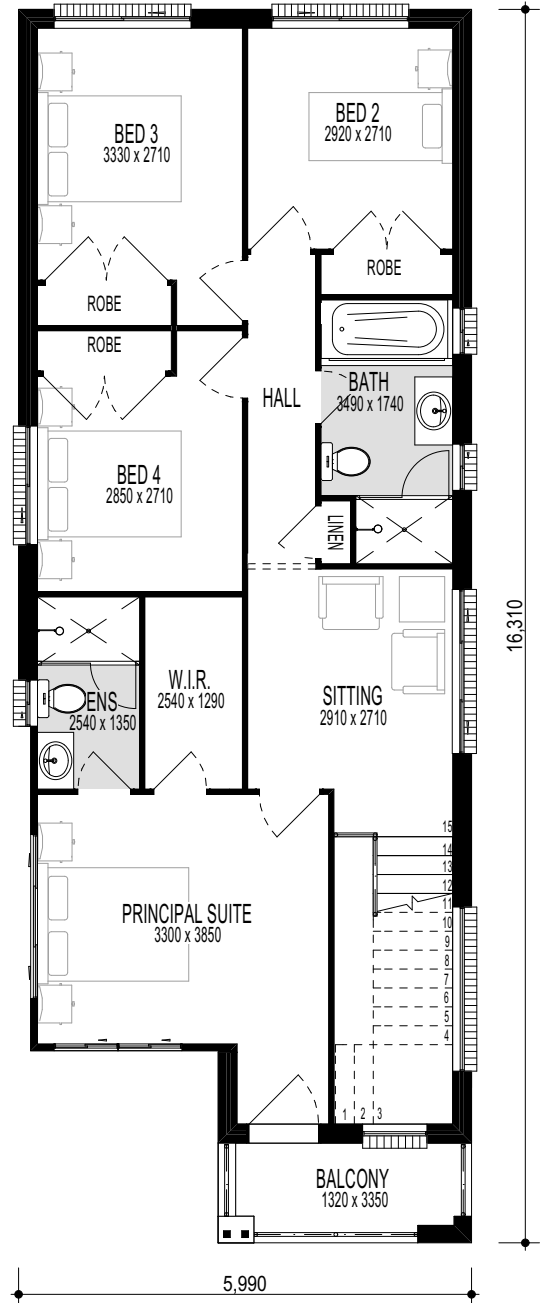 BED 3
3330 x 2710
BED 2
2920 x 2710
ROBE
ROBE
ROBE
HALL
BATH
3490 x 1740
BED 4
2850 x 2710
LINEN
16,310
ENS
2540 x 1350
W.I.R.
2540 x 1290
SITTING
2910 x 2710
15
14
13
12
11
10
9
8
7
6
5
4
PRINCIPAL SUITE
3300 x 3850
1 2 3
BALCONY
1320 x 3350
5,990